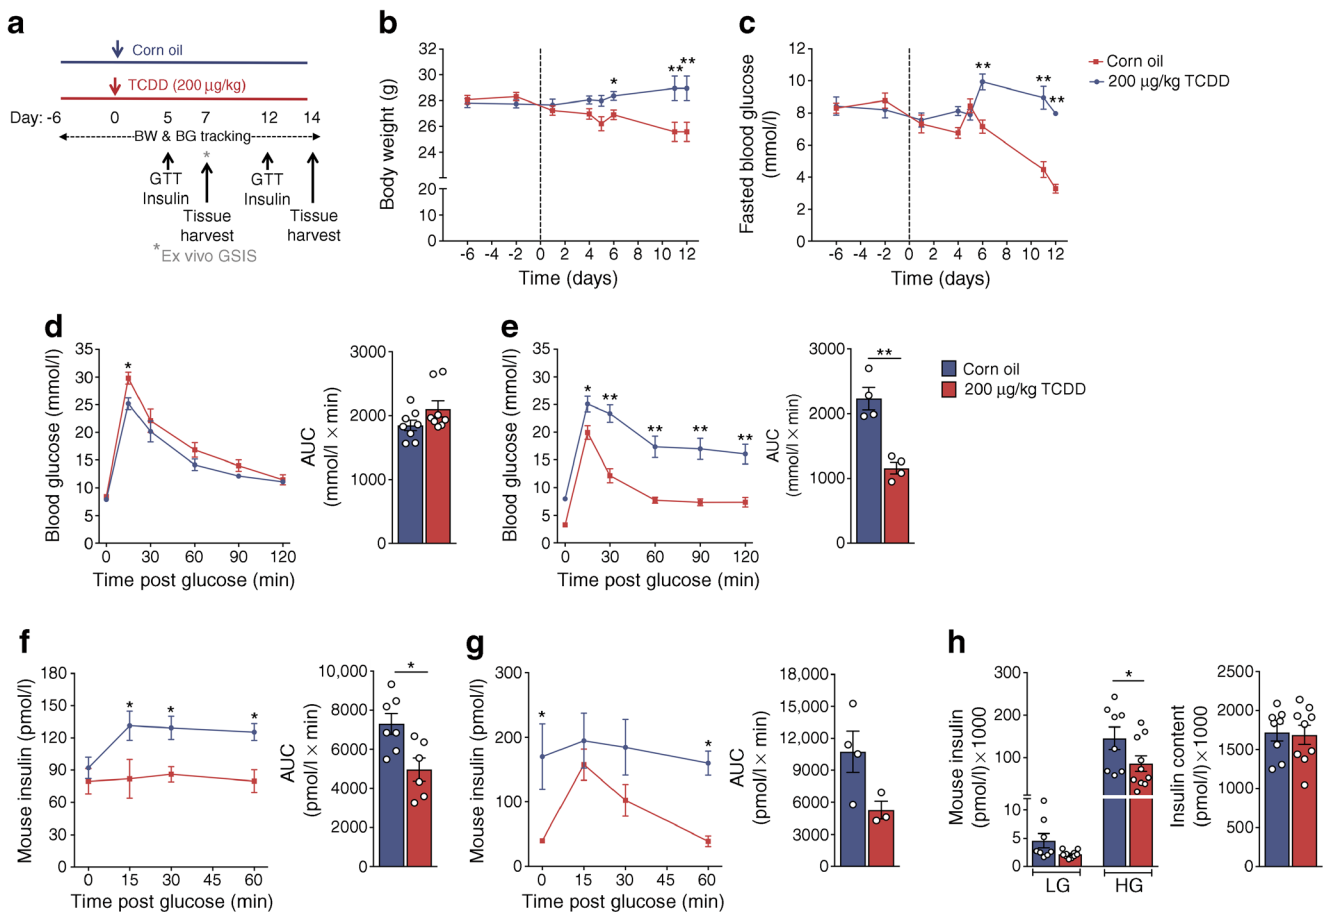 a
Corn oil
TCDD (200 µg/kg)
Day: -6 0 5 7 12 14
BW & BG tracking
*
GTT
Insulin
GTT
Insulin
Tissue
harvest
Tissue
harvest
*Ex vivo GSIS
b
Body weight (g)
32
30
28
26
24
20
10
0
* ** **
-6 -4 -2 0 2 4 6 8 10 12
Time (days)
c
Fasted blood glucose
(mmol/l)
12
10
8
6
4
2
0
** ** **
-6 -4 -2 0 2 4 6 8 10 12
Time (days)
Corn oil
200 µg/kg TCDD
d
Blood glucose (mmol/l)
35
30
25
20
15
10
5
0
*
0 30 60 90 120
Time post glucose (min)
AUC
(mmol/l × min)
3000
2000
1000
0
e
Blood glucose (mmol/l)
35
30
25
20
15
10
5
0
* ** ** ** **
0 30 60 90 120
Time post glucose (min)
AUC
(mmol/l × min)
3000
2000
1000
0
**
Corn oil
200 µg/kg TCDD
f
Mouse insulin (pmol/l)
180
150
120
90
60
30
0
* * *
0 15 30 45 60
Time post glucose (min)
AUC
(pmol/l × min)
10,000
8000
6000
4000
2000
0
*
g
Mouse insulin (pmol/l)
300
200
100
0
* *
0 15 30 45 60
Time post glucose (min)
AUC
(pmol/l × min)
18,000
15,000
12,000
9000
6000
3000
0
h
Mouse insulin
(pmol/l) × 1000
300
200
100
10
5
0
*
LG HG
Insulin content
(pmol/l) × 1000
2500
2000
1500
1000
500
0